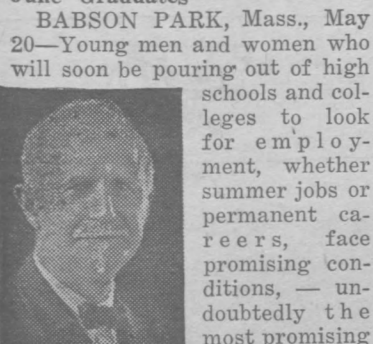 June Graduates
BABSON PARK, Mass., May
20—Young men and women who
will soon be pouring out of high
schools and col-
leges to look
for employ-
ment, whether
summer jobs or
permanent ca-
reers, face
promising con-
ditions, — un-
doubtedly the
most promising